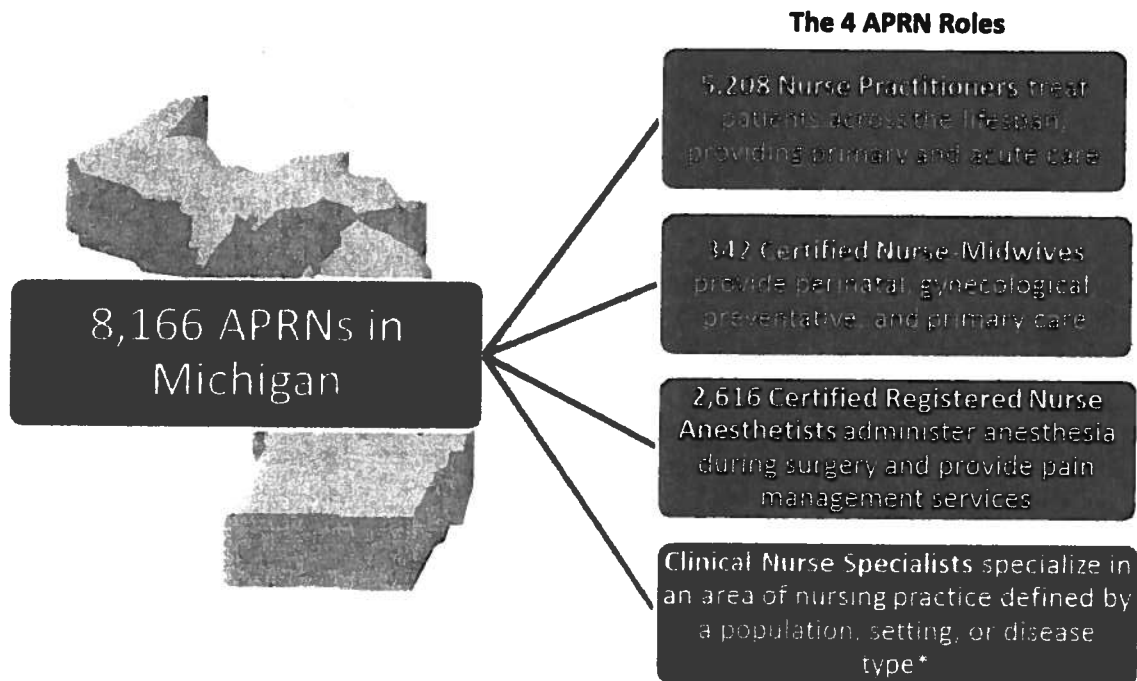 The 4 APRN Roles
5,208 Nurse Practitioners treat
patients across the lifespan,
providing primary and acute care
8,166 APRNs in
Michigan
342 Certified Nurse-Midwives
provide perinatal, gynecological
preventative, and primary care
2,616 Certified Registered Nurse
Anesthetists administer anesthesia
during surgery and provide pain
management services
Clinical Nurse Specialists specialize in
an area of nursing practice defined by
a population, setting, or disease
type*